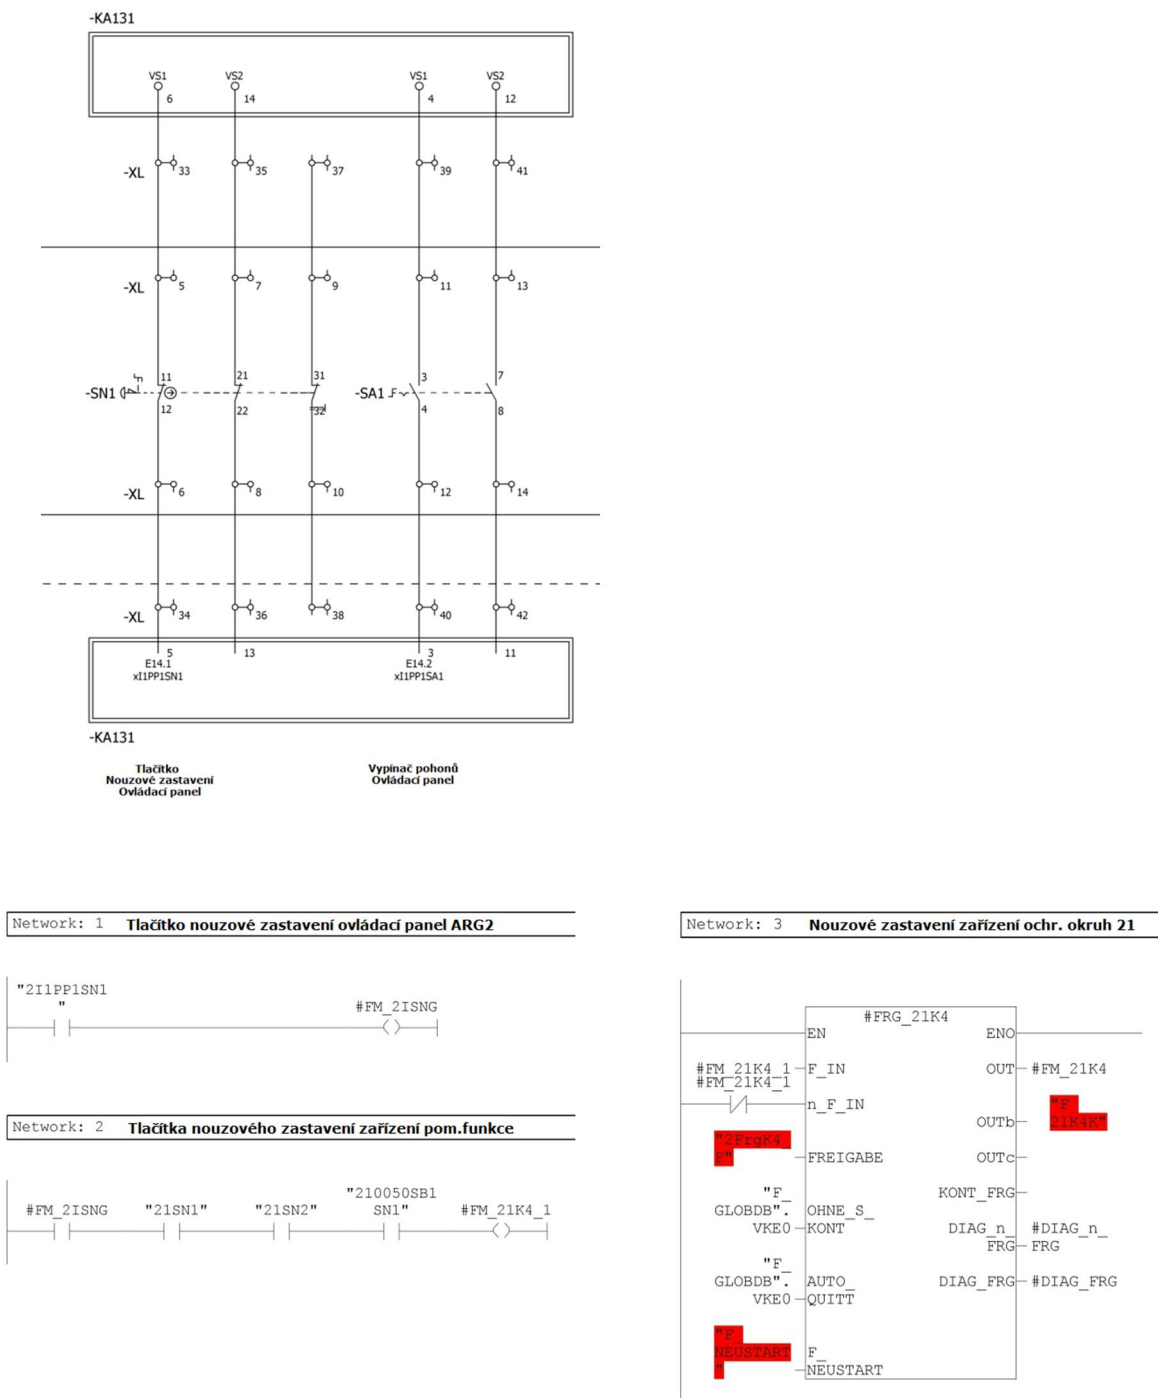 -KA131
VS1 VS2 VS1 VS2
6 14 4 12
-XL 33 35 37 39 41
-XL 5 7 9 11 13
11 21 31 3 7
-SN1 -SA1
12 22 32 4 8
-XL 6 8 10 12 14
-XL 34 36 38 40 42
5 13 3 11
E14.1 E14.2
xI1PP1SN1 xI1PP1SA1
-KA131
Tlačítko
Nouzové zastavení
Ovládací panel
Vypínač pohonů
Ovládací panel
Network: 1 Tlačítko nouzové zastavení ovládací panel ARG2
"2I1PP1SN1
"
#FM_2ISNG
Network: 2 Tlačítka nouzového zastavení zařízení pom.funkce
"210050SB1
#FM_2ISNG "21SN1" "21SN2" SN1" #FM_21K4_1
Network: 3 Nouzové zastavení zařízení ochr. okruh 21
#FRG_21K4
EN ENO
#FM_21K4_1 F_IN OUT #FM_21K4
#FM_21K4_1
n_F_IN
"F_
OUTb 21K4K"
"2FrgK4_
F" FREIGABE OUTc
"F_ KONT_FRG
GLOBDB". OHNE_S_
VKE0 KONT DIAG_n_ #DIAG_n_
FRG FRG
"F_
GLOBDB". AUTO_ DIAG_FRG #DIAG_FRG
VKE0 QUITT
"F_
NEUSTART F_
" NEUSTART